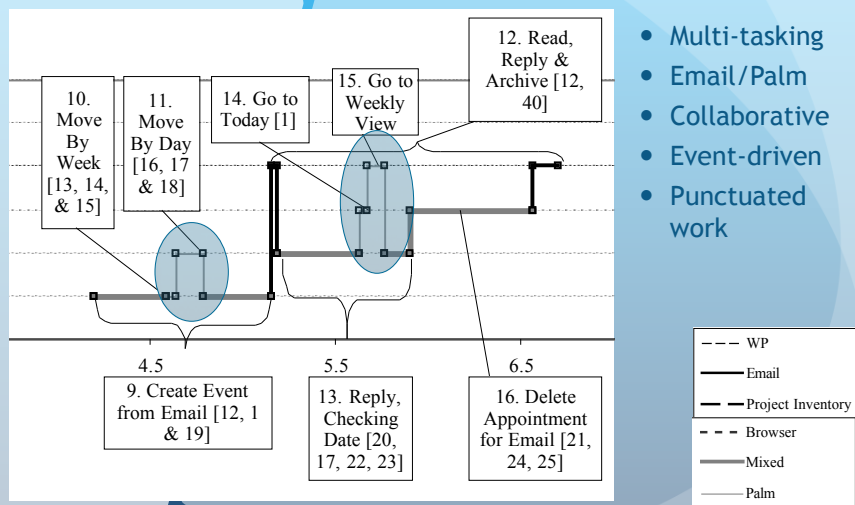 12. Read,
Reply &
Archive [12,
40]
15. Go to
Weekly
View
14. Go to
Today [1]
11.
Move
By Day
[16, 17
& 18]
10.
Move
By
Week
[13, 14,
& 15]
4.5
5.5
6.5
9. Create Event
from Email [12, 1
& 19]
13. Reply,
Checking
Date [20,
17, 22, 23]
16. Delete
Appointment
for Email [21,
24, 25]
• Multi-tasking
• Email/Palm
• Collaborative
• Event-driven
• Punctuated
work
WP
Email
Project Inventory
Browser
Mixed
Palm